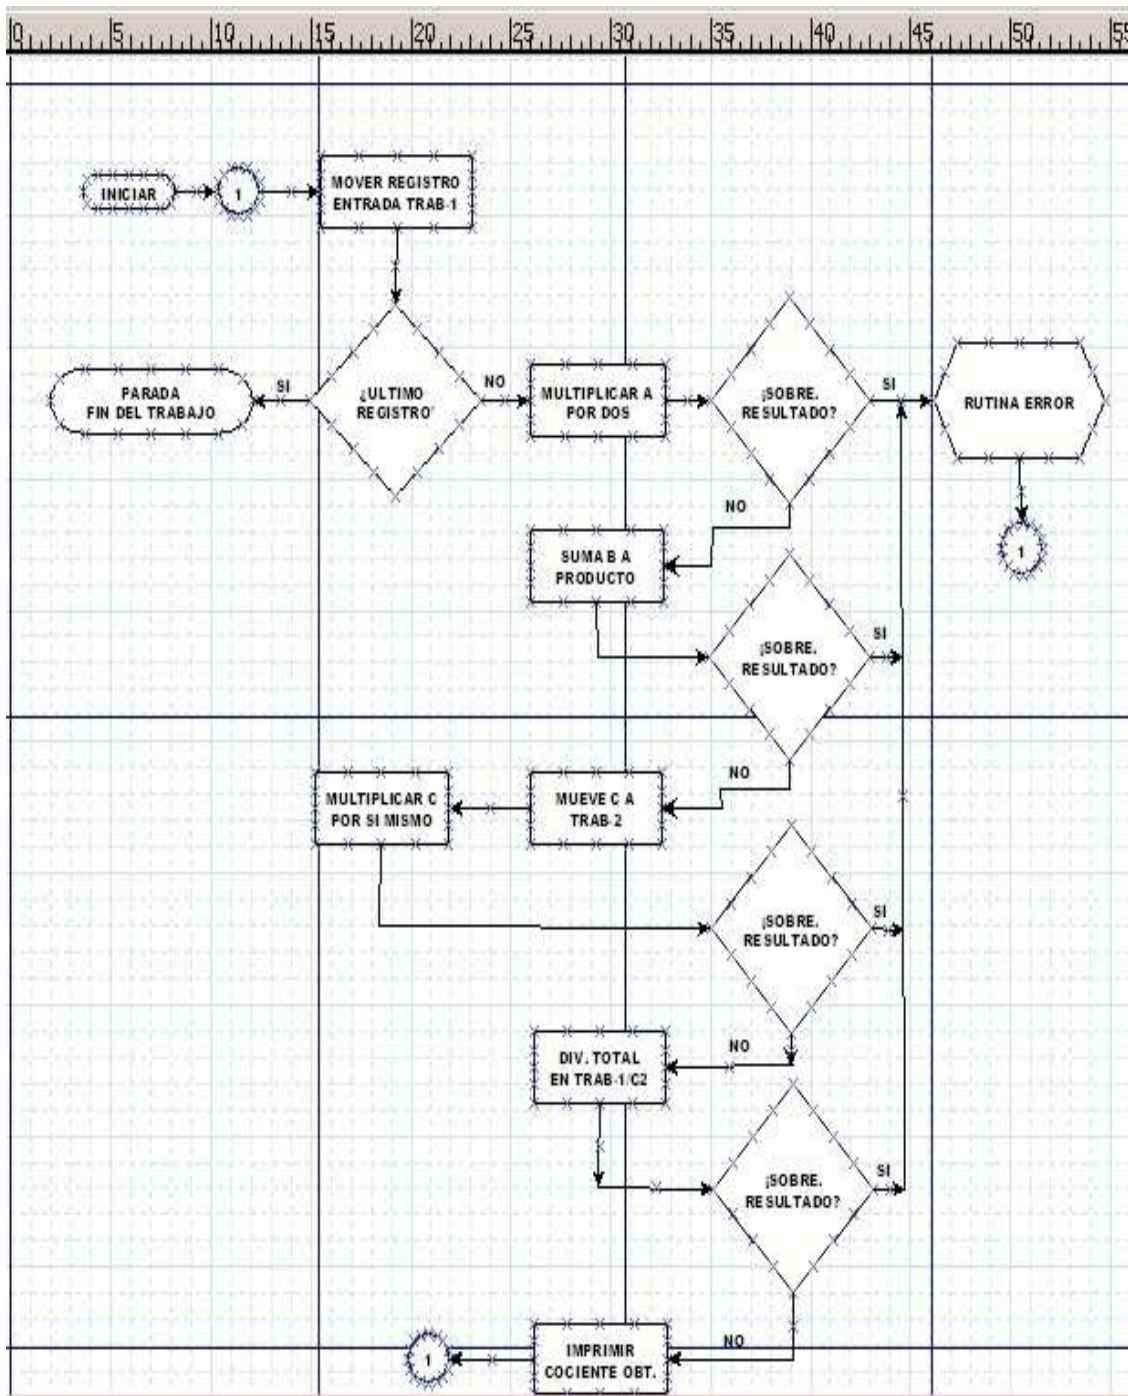 0 5 10 15 20 25 30 35 40 45 50 55
INICIAR
1
MOVER REGISTRO
ENTRADA TRAB-1
PARADA
FIN DEL TRABAJO
SI
¿ULTIMO
REGISTRO'
NO
MULTIPLICAR A
POR DOS
¡SOBRE.
RESULTADO?
SI
RUTINA ERROR
NO
1
SUMA B A
PRODUCTO
¡SOBRE.
RESULTADO?
SI
NO
MULTIPLICAR C
POR SI MISMO
MUEVE C A
TRAB-2
¡SOBRE.
RESULTADO?
SI
NO
DIV. TOTAL
EN TRAB-1/C2
¡SOBRE.
RESULTADO?
SI
NO
IMPRIMIR
COCIENTE OBT.
1